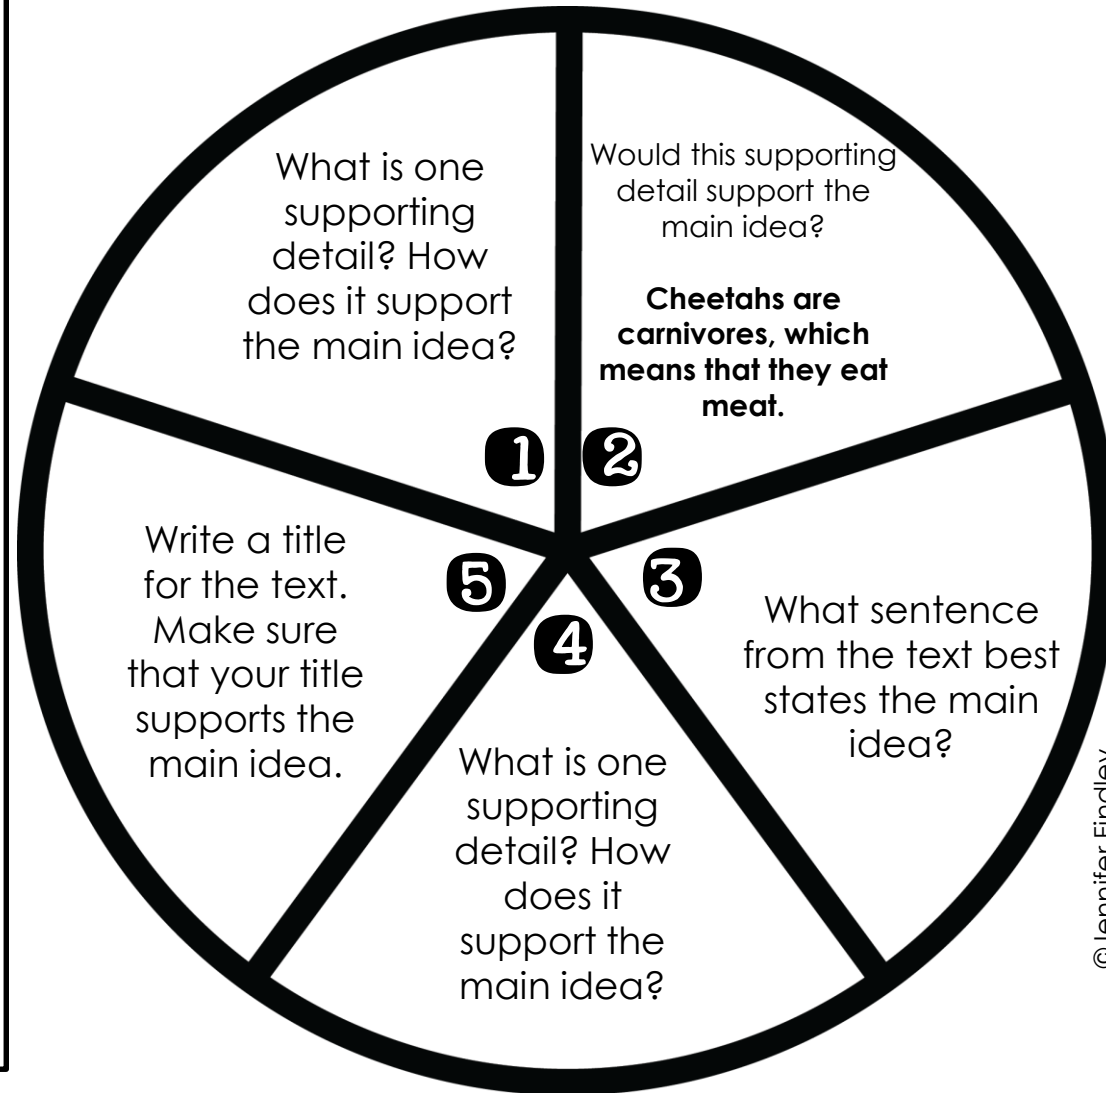 What is one
supporting
detail? How
does it support
the main idea?
1
Would this supporting
detail support the
main idea?
Cheetahs are
carnivores, which
means that they eat
meat.
2
3
What sentence
from the text best
states the main
idea?
4
What is one
supporting
detail? How
does it
support the
main idea?
5
Write a title
for the text.
Make sure
that your title
supports the
main idea.
©Jennifer Findley